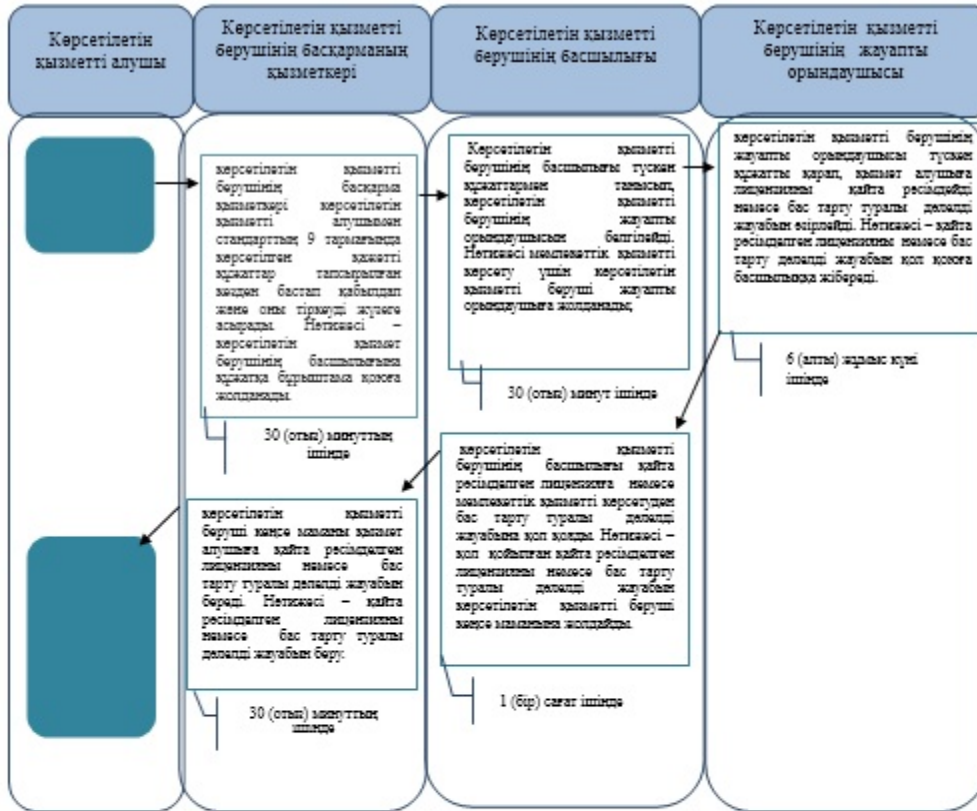 Көрсетілетін
қызметті алушы
Көрсетілетін қызметті
берушінің басқарманың
қызметкері
Көрсетілетін қызметті
берушінің басшылығы
Көрсетілетін қызметті
берушінің жауапты
орындаушысы
көрсетілетін қызметті
берушінің басқарма
қызметкері көрсетілетін
қызметті алушымен
стандарттың 9 тармағында
көрсетілген қажетті
құжаттар тапсырылған
кезден бастап қабылдап
және оны тіркеуді жүзеге
асырады. Нәтижесі –
көрсетілетін қызмет
берушінің басшылығына
құжатқа бұрыштама қоюға
жолданады.
30 (отыз) минуттың
ішінде
Көрсетілетін қызметті
берушінің басшылығы түскен
құжаттармен танысып,
көрсетілетін қызметті
берушінің жауапты
орындаушысын белгілейді.
Нәтижесі мемлекеттік қызметті
көрсету үшін көрсетілетін
қызметті беруші жауапты
орындаушыға жолданады;
30 (отыз) минут ішінде
көрсетілетін қызметті берушінің
жауапты орындаушысы түскен
құжатты қарап, қызмет алушыға
лицензияны қайта рәсімдейді
немесе бас тарту туралы дәлелді
жауабын әзірлейді. Нәтижесі – қайта
рәсімделген лицензияны немесе бас
тарту дәлелді жауабын қол қоюға
басшылыққа жібереді.
6 (алты) жұмыс күні
ішінде
көрсетілетін қызметті
берушінің басшылығы қайта
рәсімделген лицензияға немесе
мемлекеттік қызметті көрсетуден
бас тарту туралы дәлелді
жауабына қол қояды. Нәтижесі –
қол қойылған қайта рәсімделген
лицензияны немесе бас тарту
туралы дәлелді жауабын
көрсетілетін қызметті беруші
кеңсе маманына жолдайды.
1 (бір) сағат ішінде
көрсетілетін қызметті
беруші кеңсе маманы қызмет
алушыға қайта рәсімделген
лицензияны немесе бас
тарту туралы дәлелді жауабын
береді. Нәтижесі – қайта
рәсімделген лицензияны
немесе бас тарту туралы
дәлелді жауабын беру.
30 (отыз) минуттың
ішінде